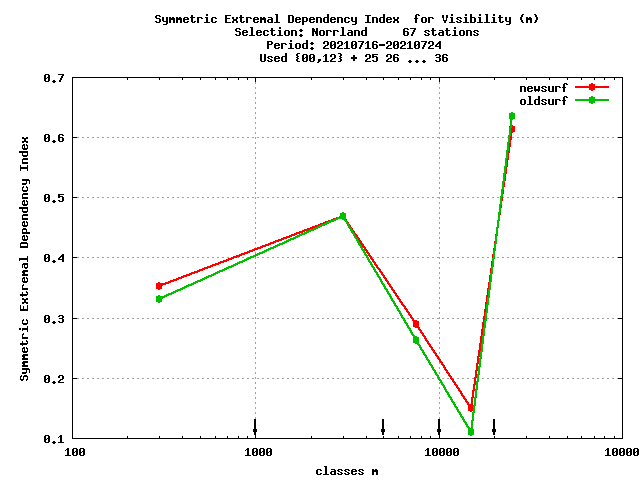 Symmetric Extremal Dependency Index  for Visibility (m)
Selection: Norrland     67 stations
Period: 20210716-20210724
Used {00,12} + 25 26 ... 36
newsurf
oldsurf
Symmetric Extremal Dependency Index
0.7
0.6
0.5
0.4
0.3
0.2
0.1
100 1000 10000 10000
classes m